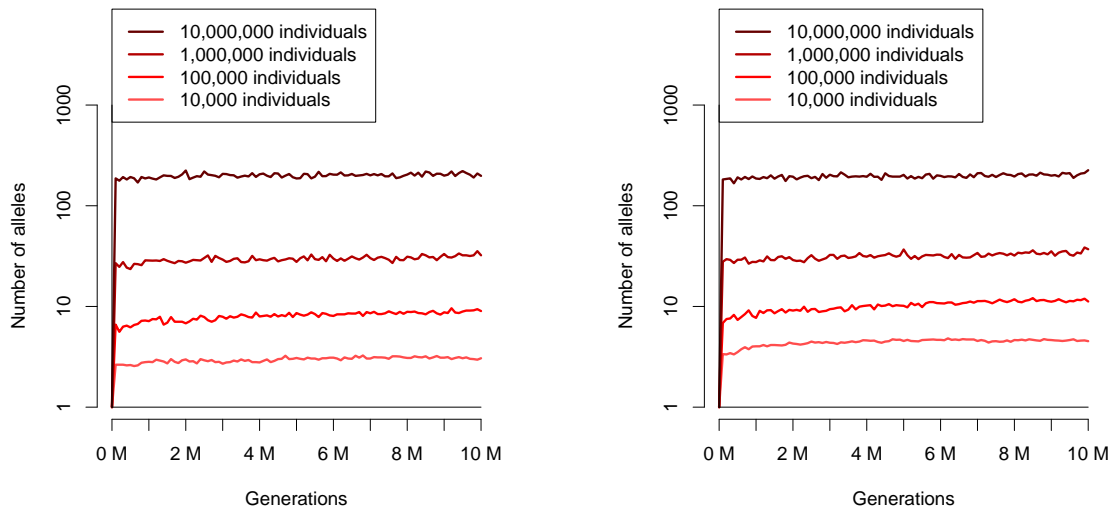 10,000,000 individuals
1,000,000 individuals
100,000 individuals
10,000 individuals
1000
100
10
1
Number of alleles
0 M 2 M 4 M 6 M 8 M 10 M
Generations
10,000,000 individuals
1,000,000 individuals
100,000 individuals
10,000 individuals
1000
100
10
1
Number of alleles
0 M 2 M 4 M 6 M 8 M 10 M
Generations